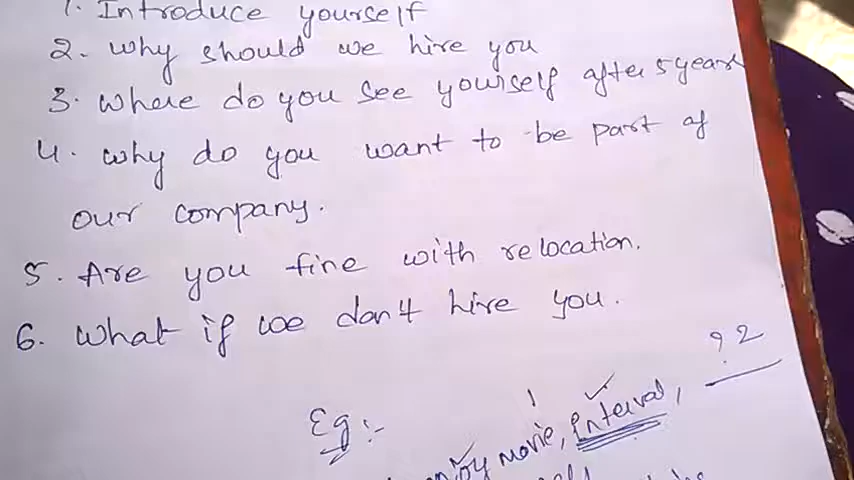 1. Introduce yourself
2. Why should we hire you
3. Where do you see yourself after 5 years
4. Why do you want to be part of
our company.
5. Are you fine with relocation.
6. What if we don't hire you.
? 2
Eg:-
enjoy movie, Interval,